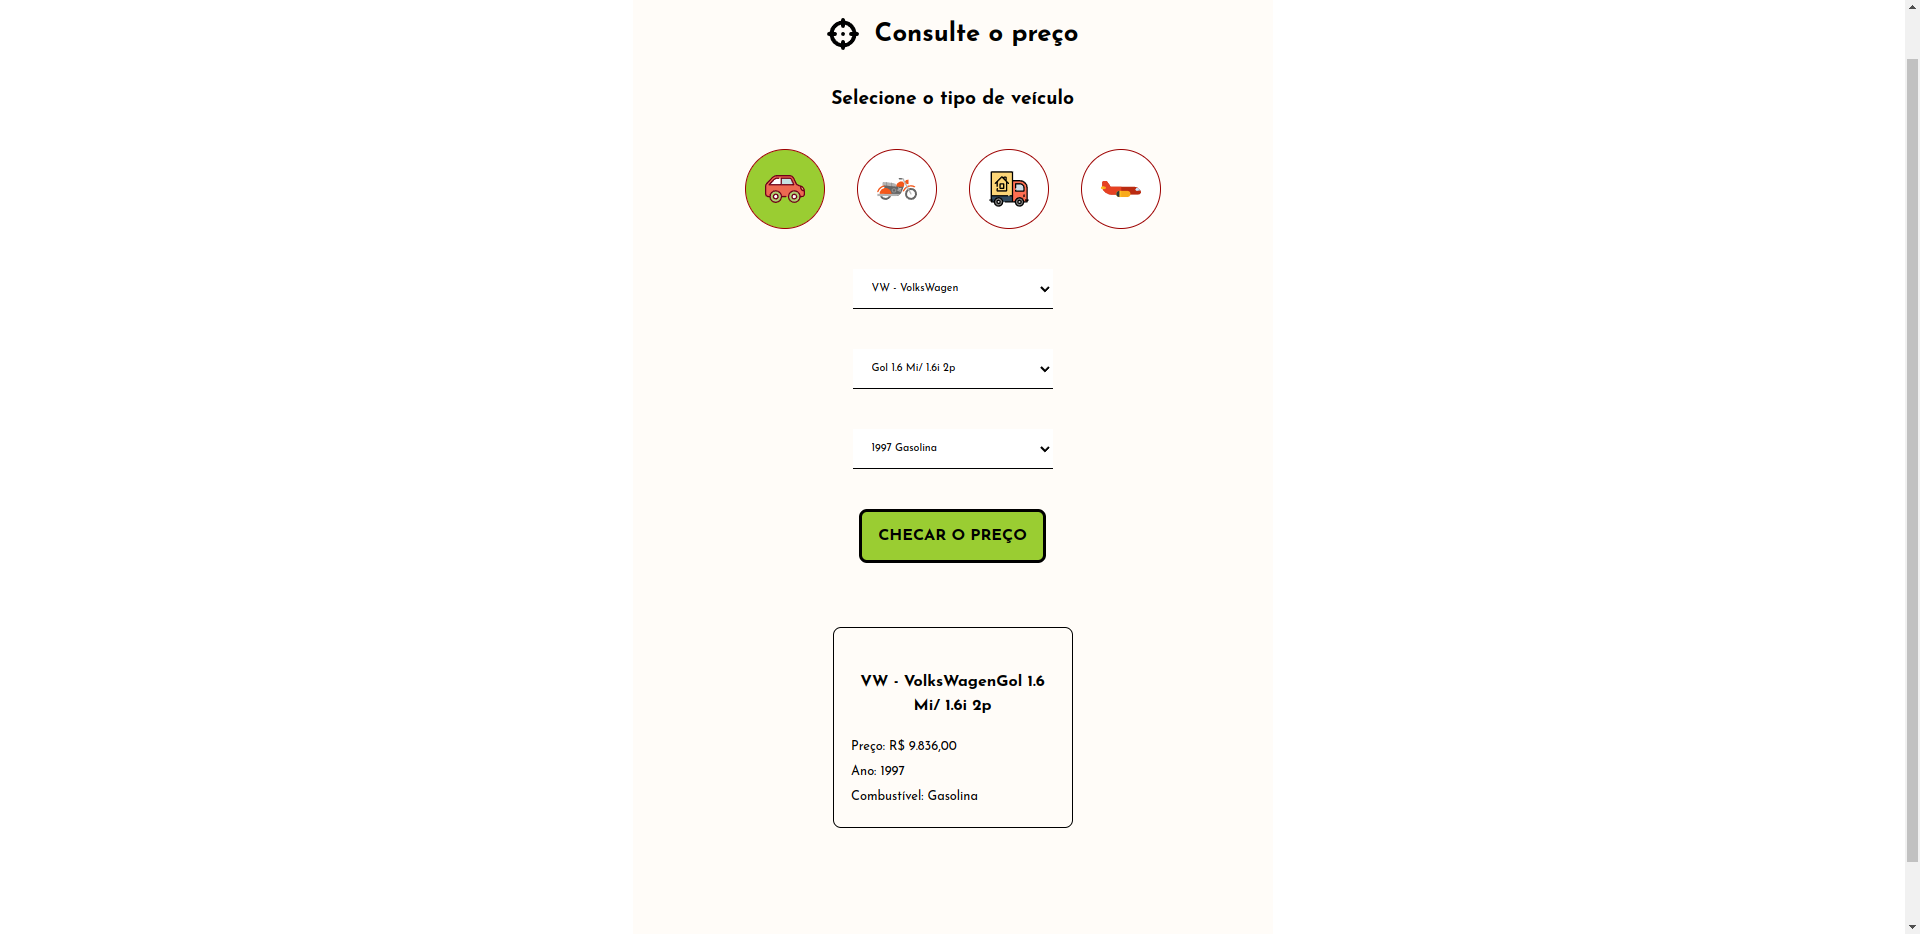 Consulte o preço
Selecione o tipo de veículo
VW - VolksWagen
Gol 1.6 Mi/ 1.6i 2p
1997 Gasolina
CHECAR O PREÇO
VW - VolksWagenGol 1.6
Mi/ 1.6i 2p
Preço: R$ 9.836,00
Ano: 1997
Combustível: Gasolina